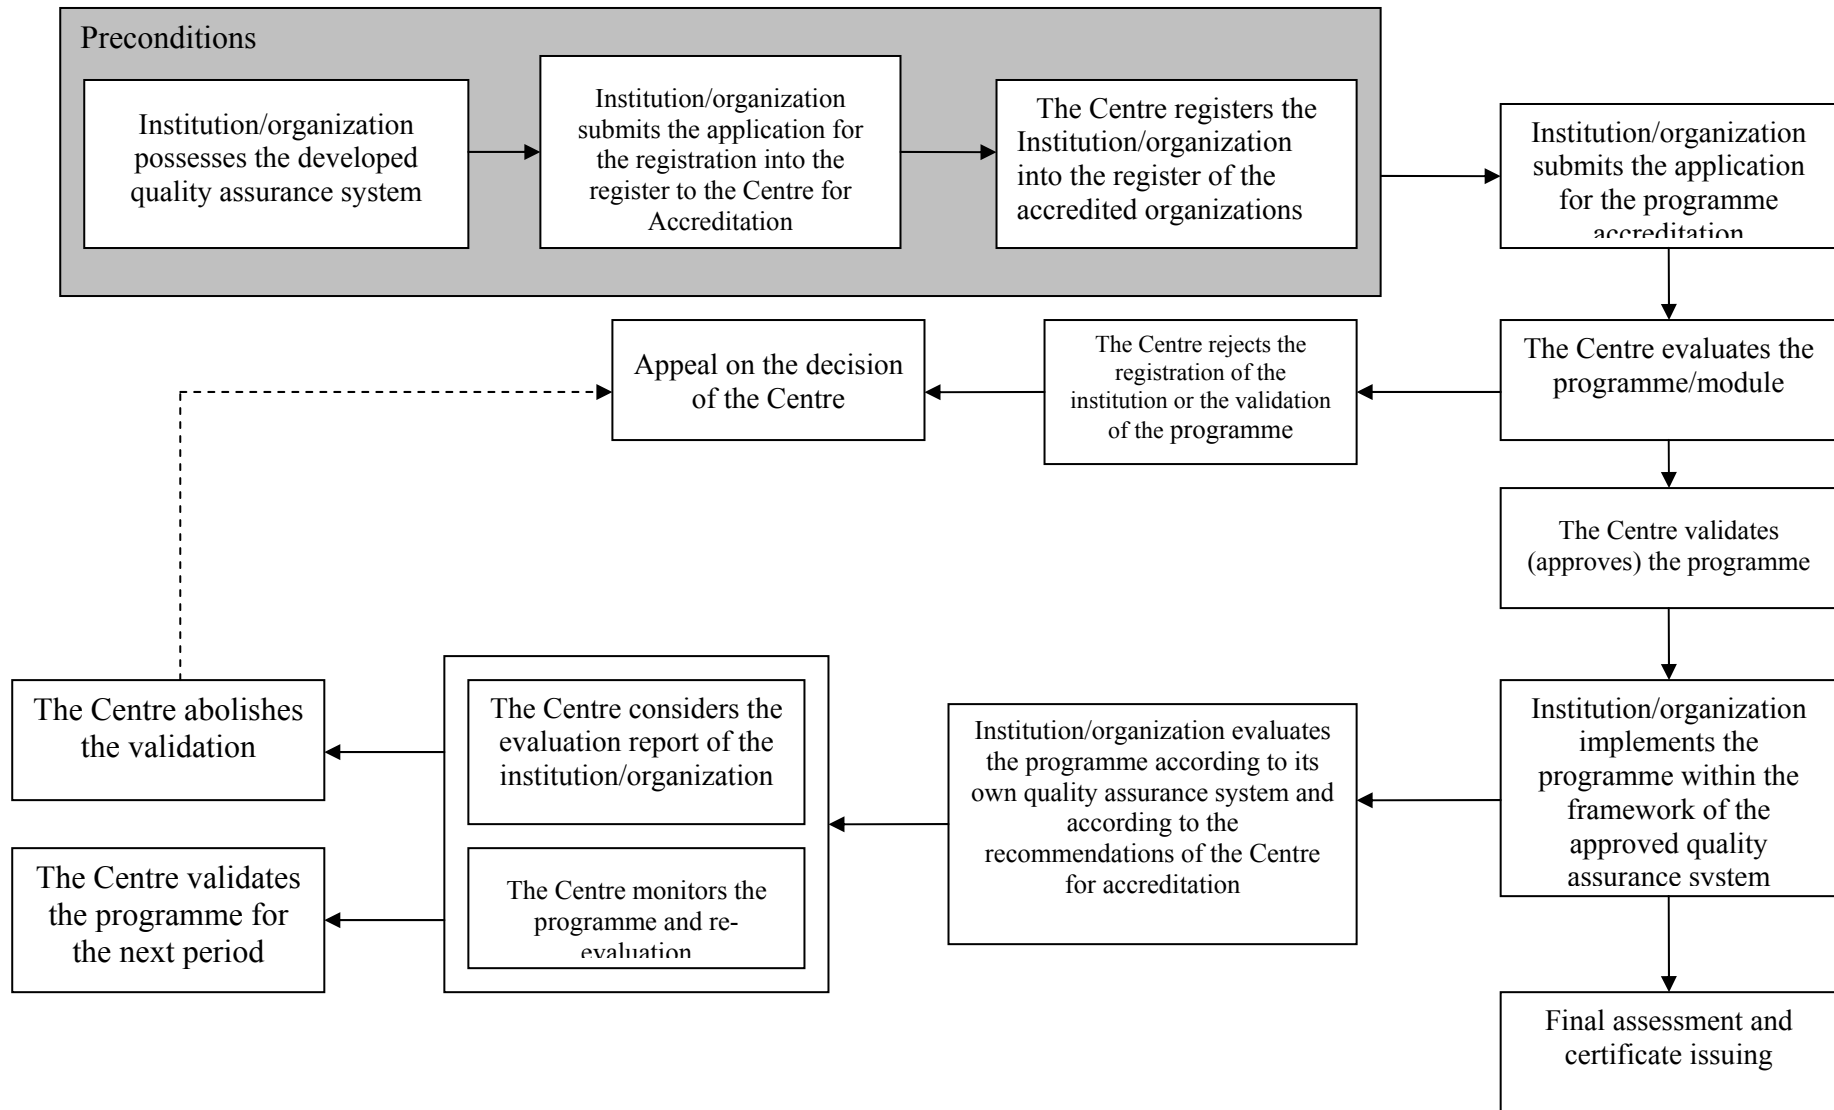 Preconditions
Institution/organization
possesses the developed
quality assurance system
Institution/organization
submits the application for
the registration into the
register to the Centre for
Accreditation
The Centre registers the
Institution/organization
into the register of the
accredited organizations
Institution/organization
submits the application
for the programme
accreditation
Appeal on the decision
of the Centre
The Centre rejects the
registration of the
institution or the validation
of the programme
The Centre evaluates the
programme/module
The Centre validates
(approves) the programme
The Centre abolishes
the validation
The Centre considers the
evaluation report of the
institution/organization
Institution/organization evaluates
the programme according to its
own quality assurance system and
according to the
recommendations of the Centre
for accreditation
Institution/organization
implements the
programme within the
framework of the
approved quality
assurance system
The Centre validates
the programme for
the next period
The Centre monitors the
programme and re-
evaluation
Final assessment and
certificate issuing